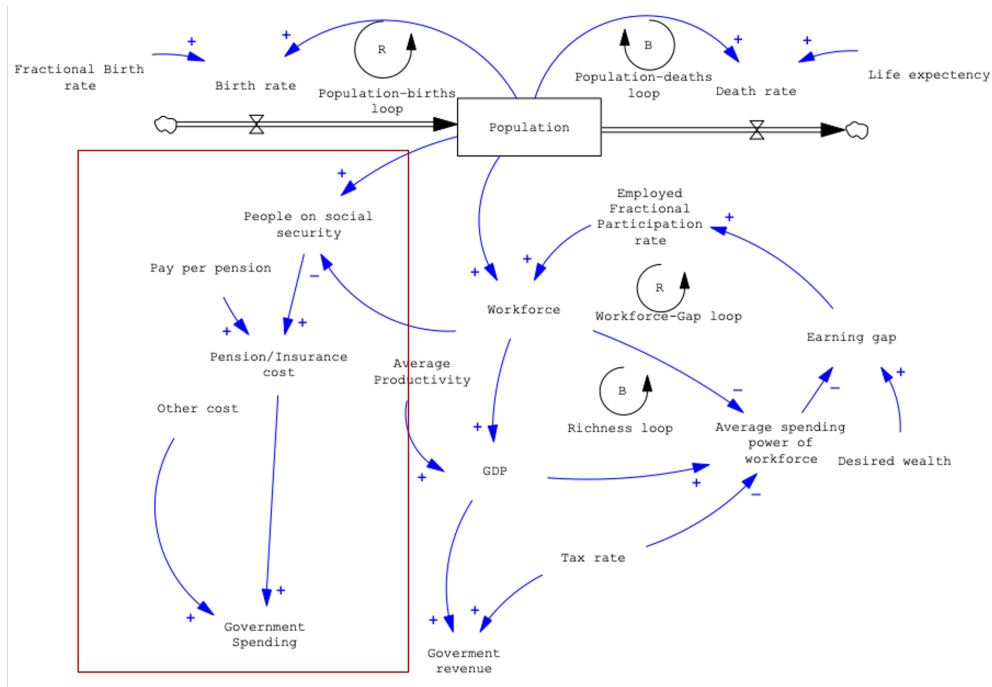 Fractional Birth
rate
+
Birth rate
+
R
Population-births
loop
B
Population-deaths
loop
+
Death rate
+
Life expectency
Population
+
People on social
security
Employed
Fractional
Participation
rate
+
Pay per pension
−
+
+
Workforce
R
Workforce-Gap loop
Earning gap
+
+
Pension/Insurance
cost
Average
Productivity
B
Richness loop
−
−
+
Other cost
+
+
GDP
Average spending
power of
workforce
Desired wealth
+
−
Tax rate
+
+
Government
Spending
+
+
Goverment
revenue